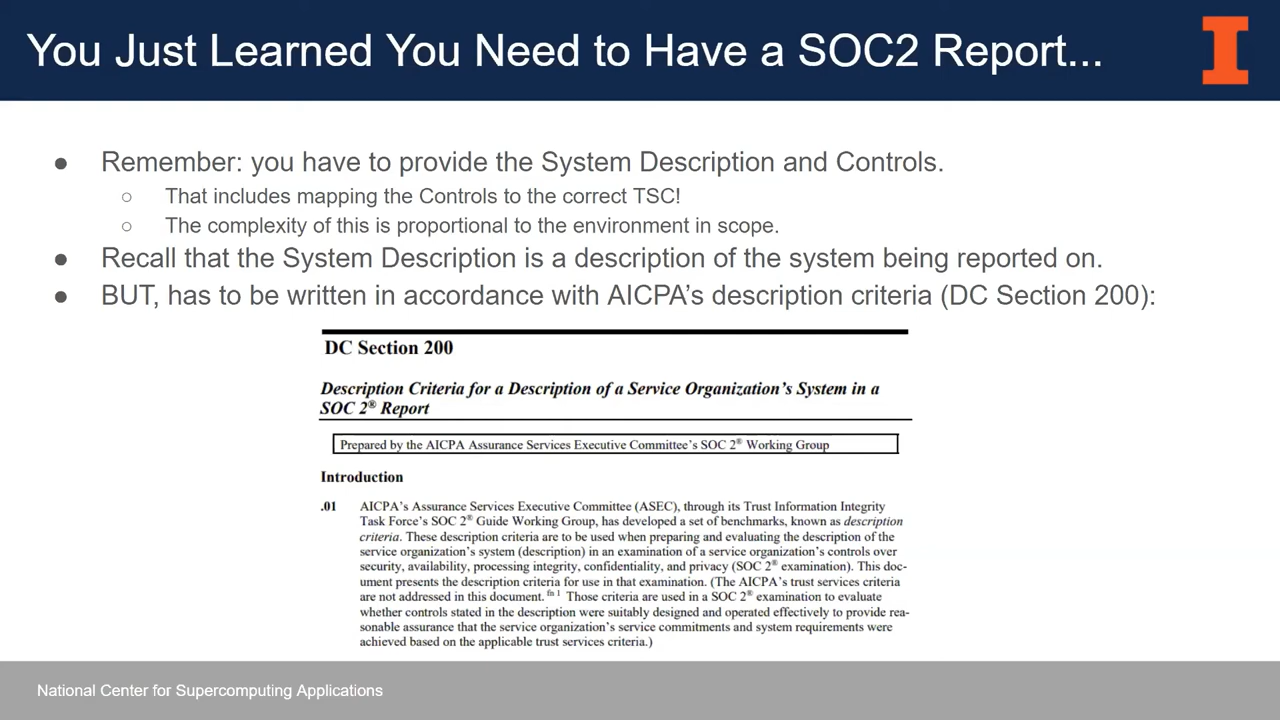 You Just Learned You Need to Have a SOC2 Report...
● Remember: you have to provide the System Description and Controls.
○ That includes mapping the Controls to the correct TSC!
○ The complexity of this is proportional to the environment in scope.
● Recall that the System Description is a description of the system being reported on.
● BUT, has to be written in accordance with AICPA's description criteria (DC Section 200):
DC Section 200
Description Criteria for a Description of a Service Organization's System in a
SOC 2® Report
Prepared by the AICPA Assurance Services Executive Committee's SOC 2® Working Group
Introduction
.01 AICPA's Assurance Services Executive Committee (ASEC), through its Trust Information Integrity
Task Force's SOC 2® Guide Working Group, has developed a set of benchmarks, known as description
criteria. These description criteria are to be used when preparing and evaluating the description of the
service organization's system (description) in an examination of a service organization's controls over
security, availability, processing integrity, confidentiality, and privacy (SOC 2® examination). This doc-
ument presents the description criteria for use in that examination. (The AICPA's trust services criteria
are not addressed in this document. fn 1 Those criteria are used in a SOC 2® examination to evaluate
whether controls stated in the description were suitably designed and operated effectively to provide rea-
sonable assurance that the service organization's service commitments and system requirements were
achieved based on the applicable trust services criteria.)
National Center for Supercomputing Applications